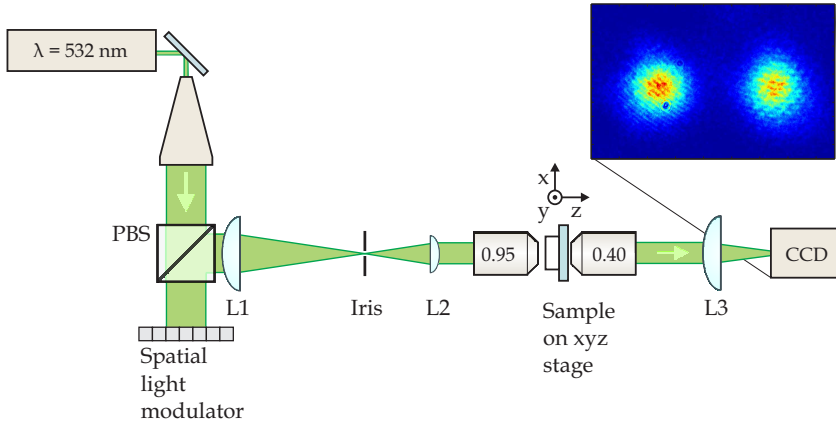 λ = 532 nm
PBS
L1
Iris
L2
0.95
x
y
z
0.40
Sample
on xyz
stage
L3
CCD
Spatial
light
modulator